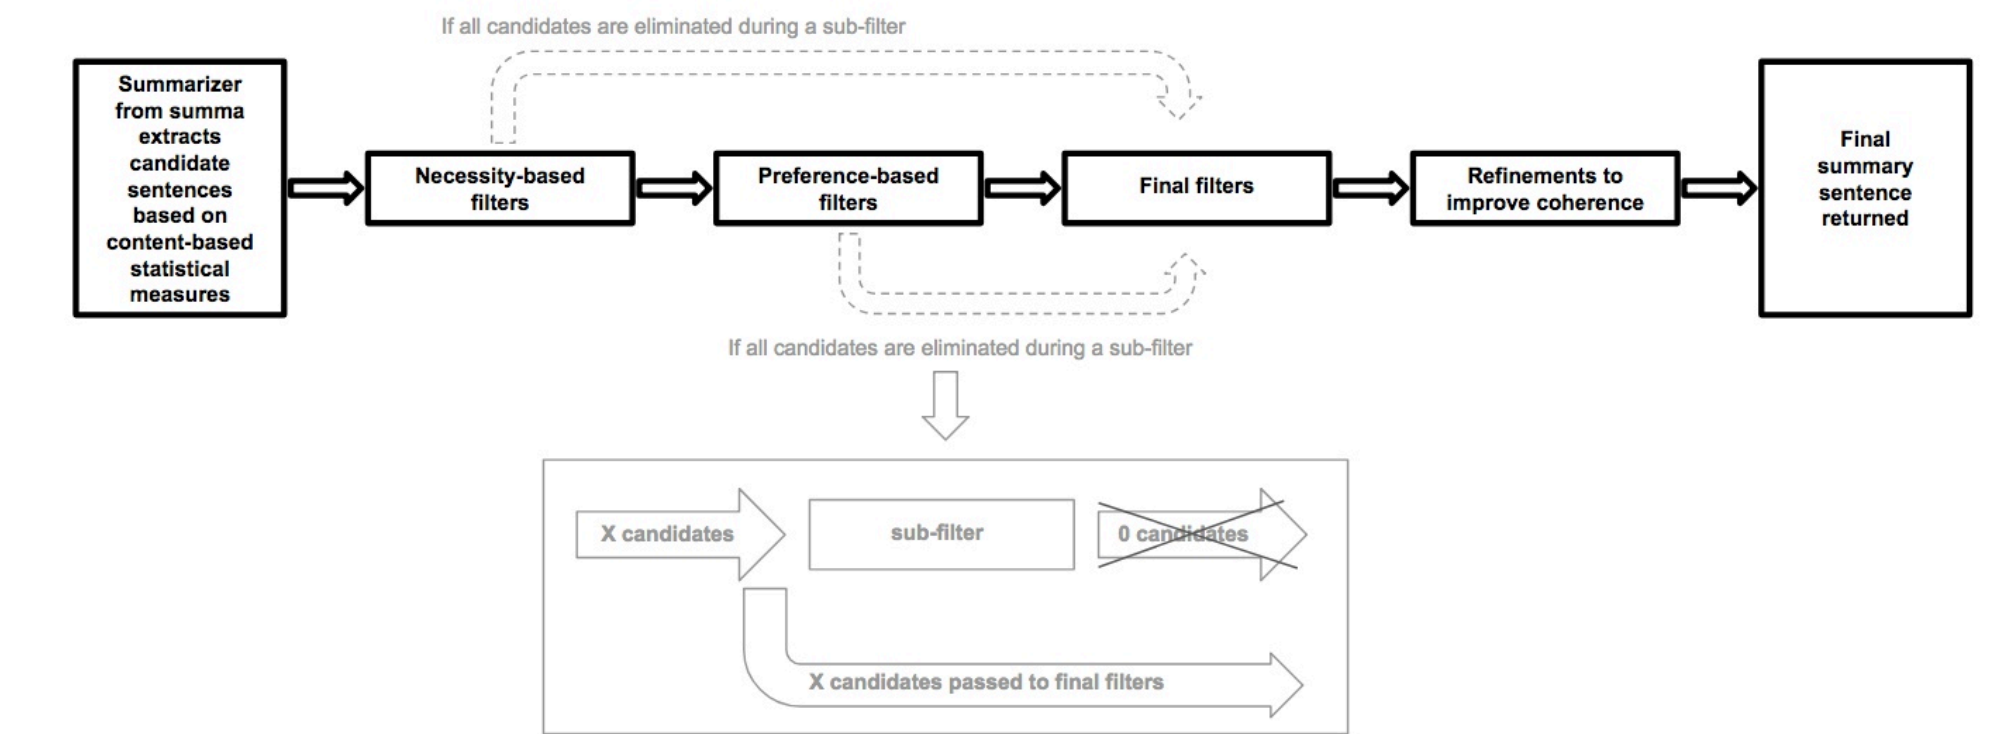 If all candidates are eliminated during a sub-filter
Summarizer
from summa
extracts
candidate
sentences
based on
content-based
statistical
measures
Necessity-based
filters
Preference-based
filters
Final filters
Refinements to
improve coherence
Final
summary
sentence
returned
If all candidates are eliminated during a sub-filter
X candidates
sub-filter
0 candidates
X candidates passed to final filters